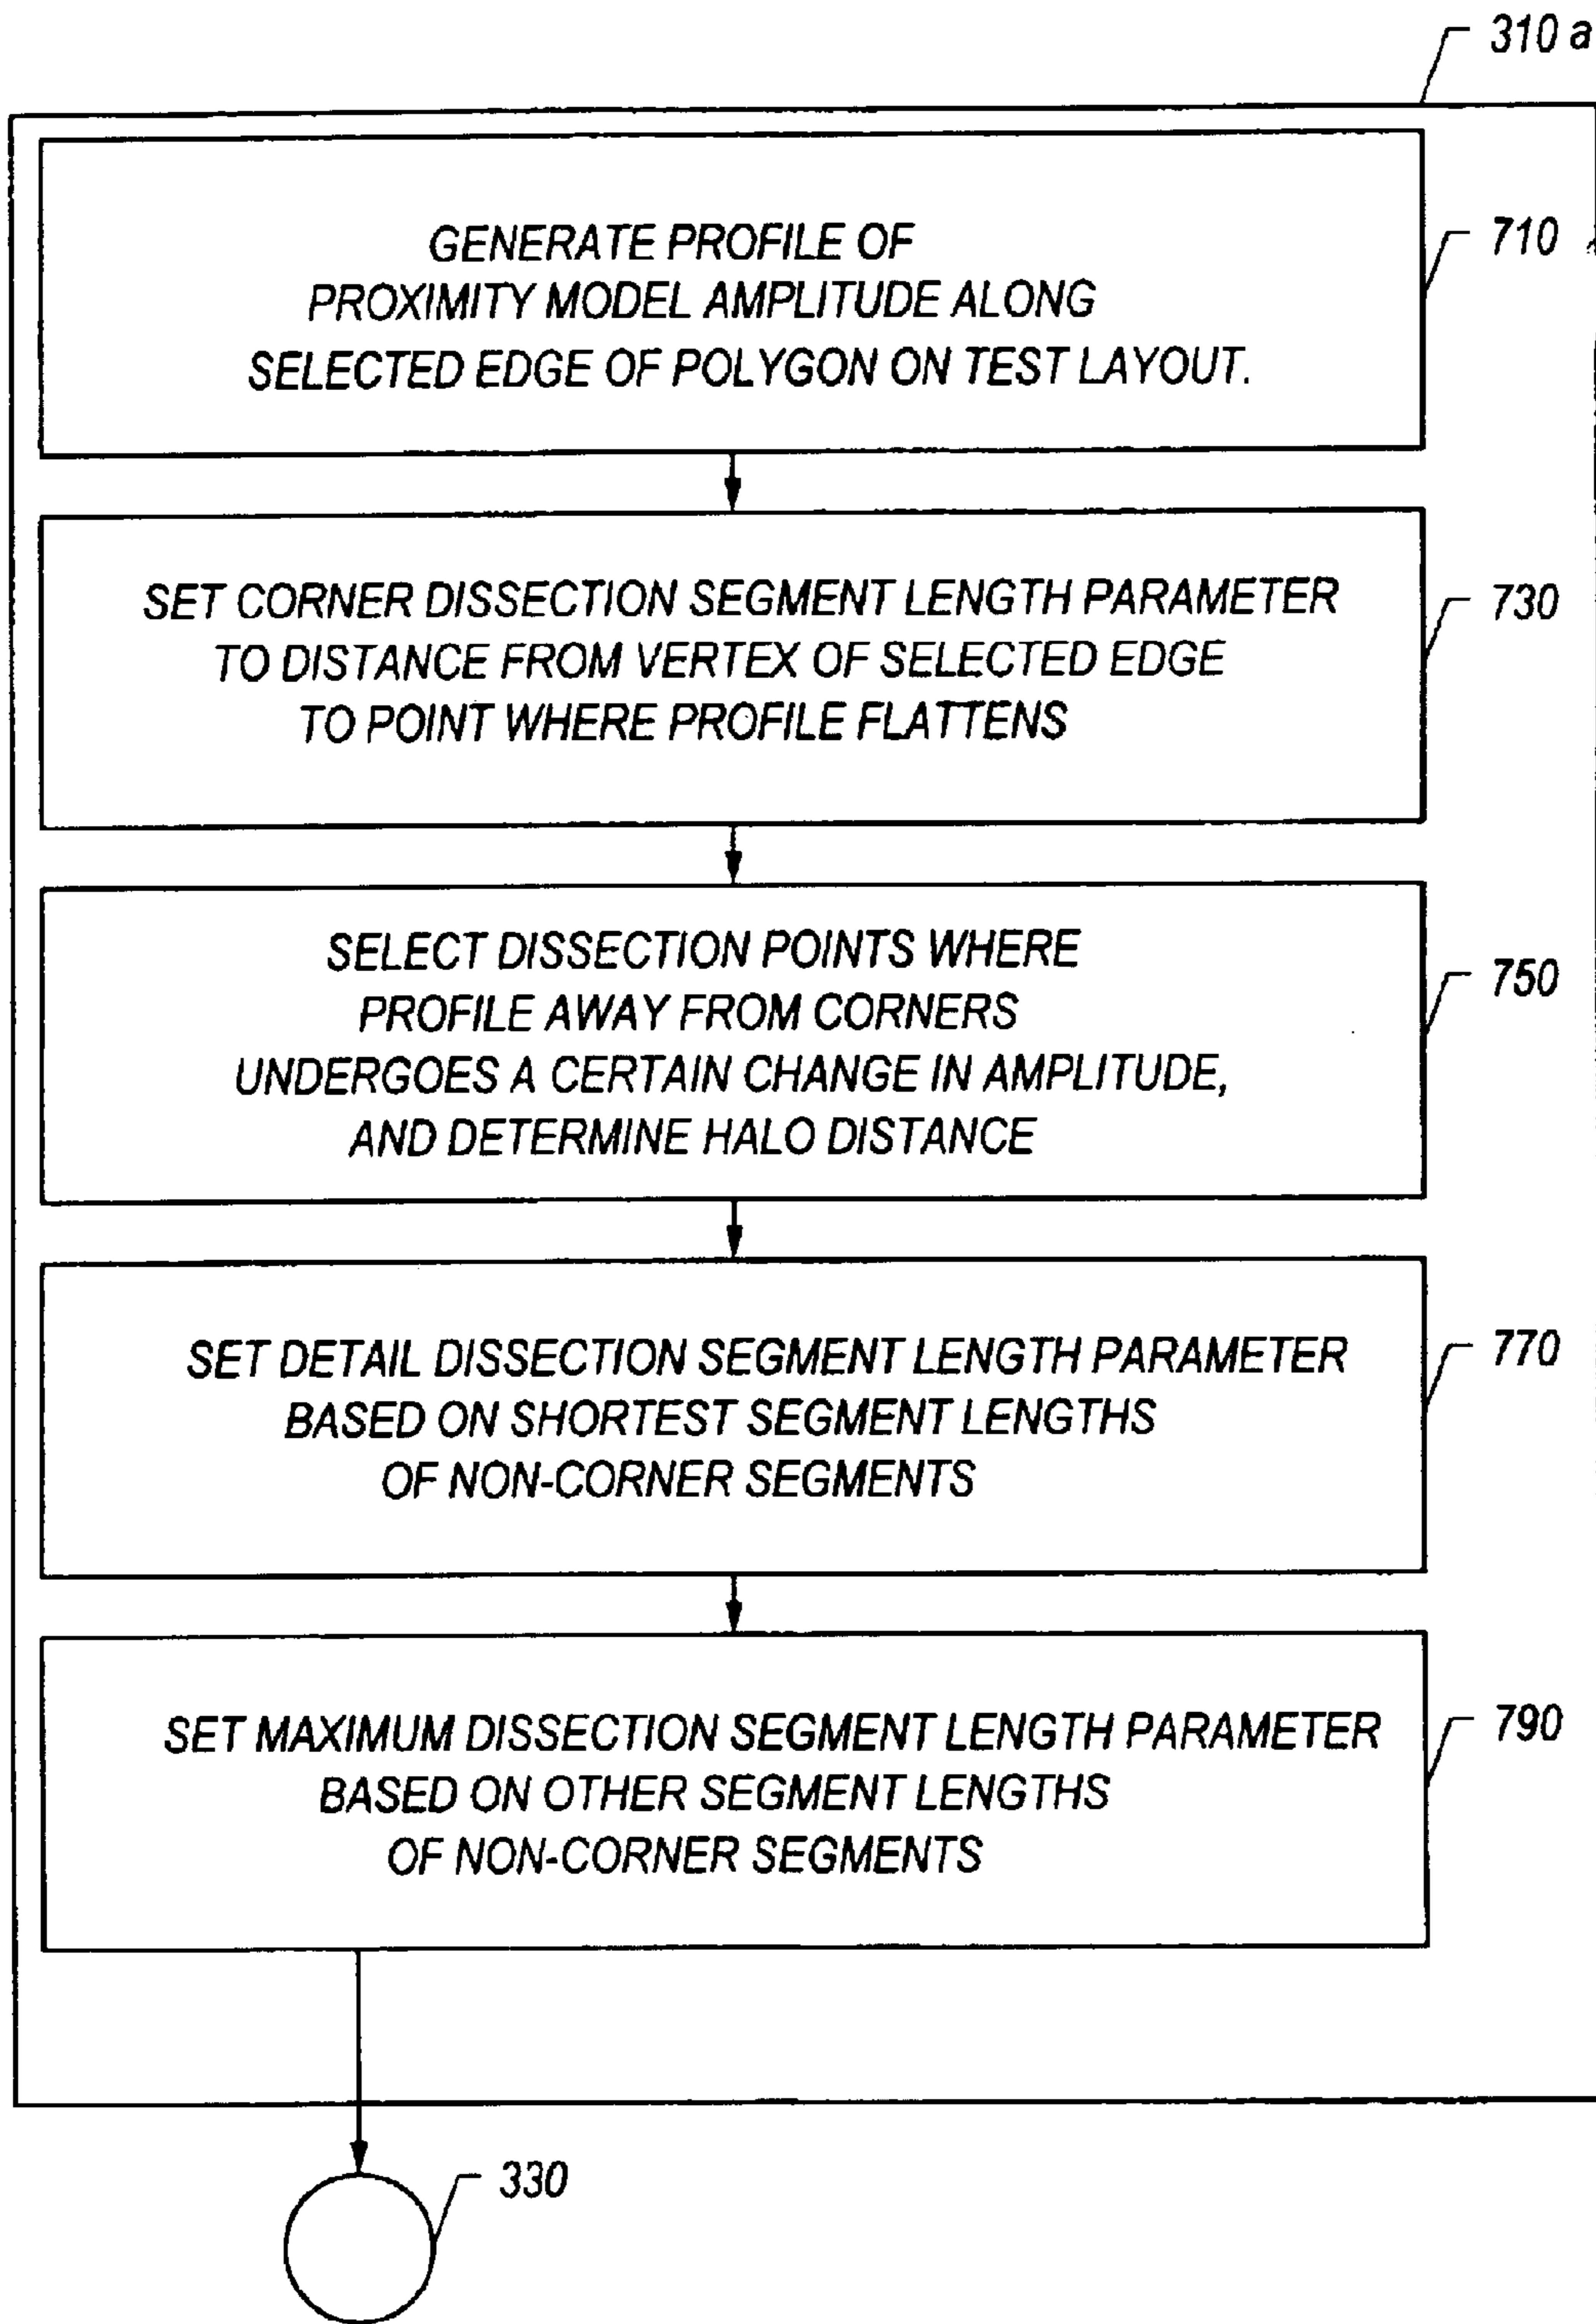 310 a
GENERATE PROFILE OF
PROXIMITY MODEL AMPLITUDE ALONG
SELECTED EDGE OF POLYGON ON TEST LAYOUT.
710
SET CORNER DISSECTION SEGMENT LENGTH PARAMETER
TO DISTANCE FROM VERTEX OF SELECTED EDGE
TO POINT WHERE PROFILE FLATTENS
730
SELECT DISSECTION POINTS WHERE
PROFILE AWAY FROM CORNERS
UNDERGOES A CERTAIN CHANGE IN AMPLITUDE,
AND DETERMINE HALO DISTANCE
750
SET DETAIL DISSECTION SEGMENT LENGTH PARAMETER
BASED ON SHORTEST SEGMENT LENGTHS
OF NON-CORNER SEGMENTS
770
SET MAXIMUM DISSECTION SEGMENT LENGTH PARAMETER
BASED ON OTHER SEGMENT LENGTHS
OF NON-CORNER SEGMENTS
790
330